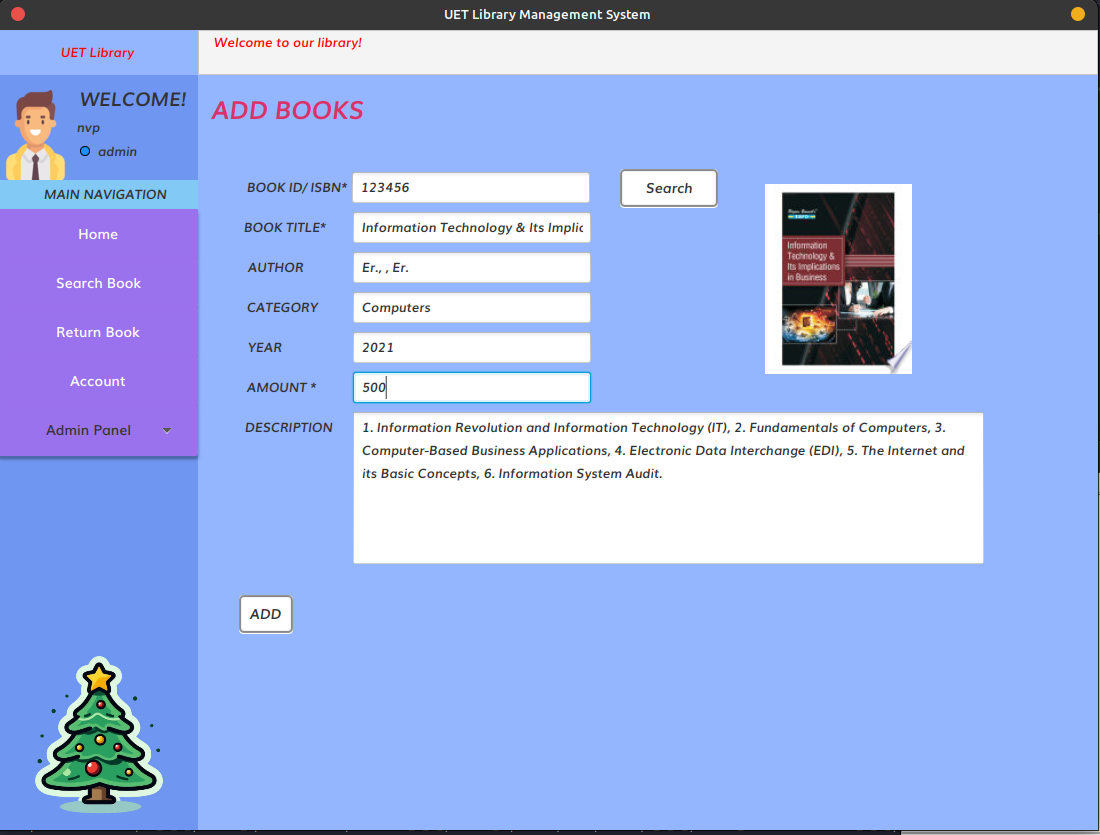 UET Library Management System
UET Library
Welcome to our library!
WELCOME!
nvp
admin
MAIN NAVIGATION
Home
Search Book
Return Book
Account
Admin Panel
ADD BOOKS
BOOK ID/ ISBN* 123456 Search
BOOK TITLE* Information Technology & Its Implic
AUTHOR Er., , Er.
CATEGORY Computers
YEAR 2021
AMOUNT * 500
DESCRIPTION 1. Information Revolution and Information Technology (IT), 2. Fundamentals of Computers, 3.
Computer-Based Business Applications, 4. Electronic Data Interchange (EDI), 5. The Internet and
its Basic Concepts, 6. Information System Audit.
Information
Technology &
Its Implications
in Business
ADD